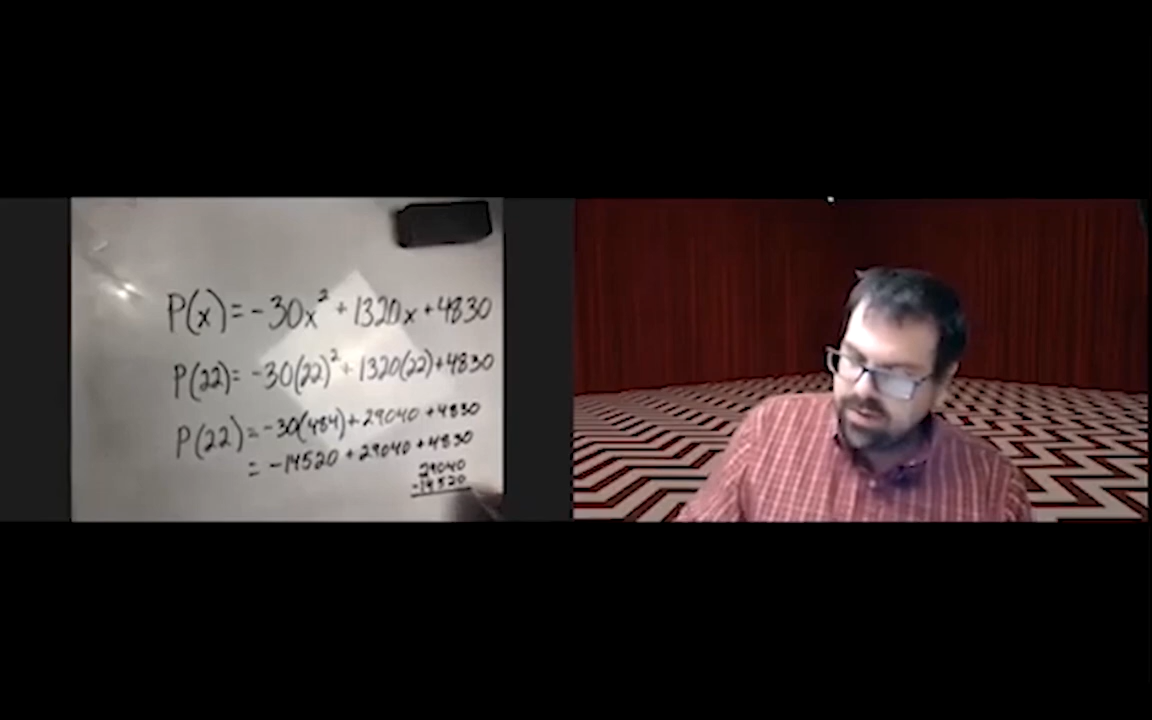 P(x) = -30x² + 1320x + 4830
P(22) = -30(22)² + 1320(22) + 4830
P(22) = -30(484) + 29040 + 4830
= -14520 + 29040 + 4830
29040
-14520